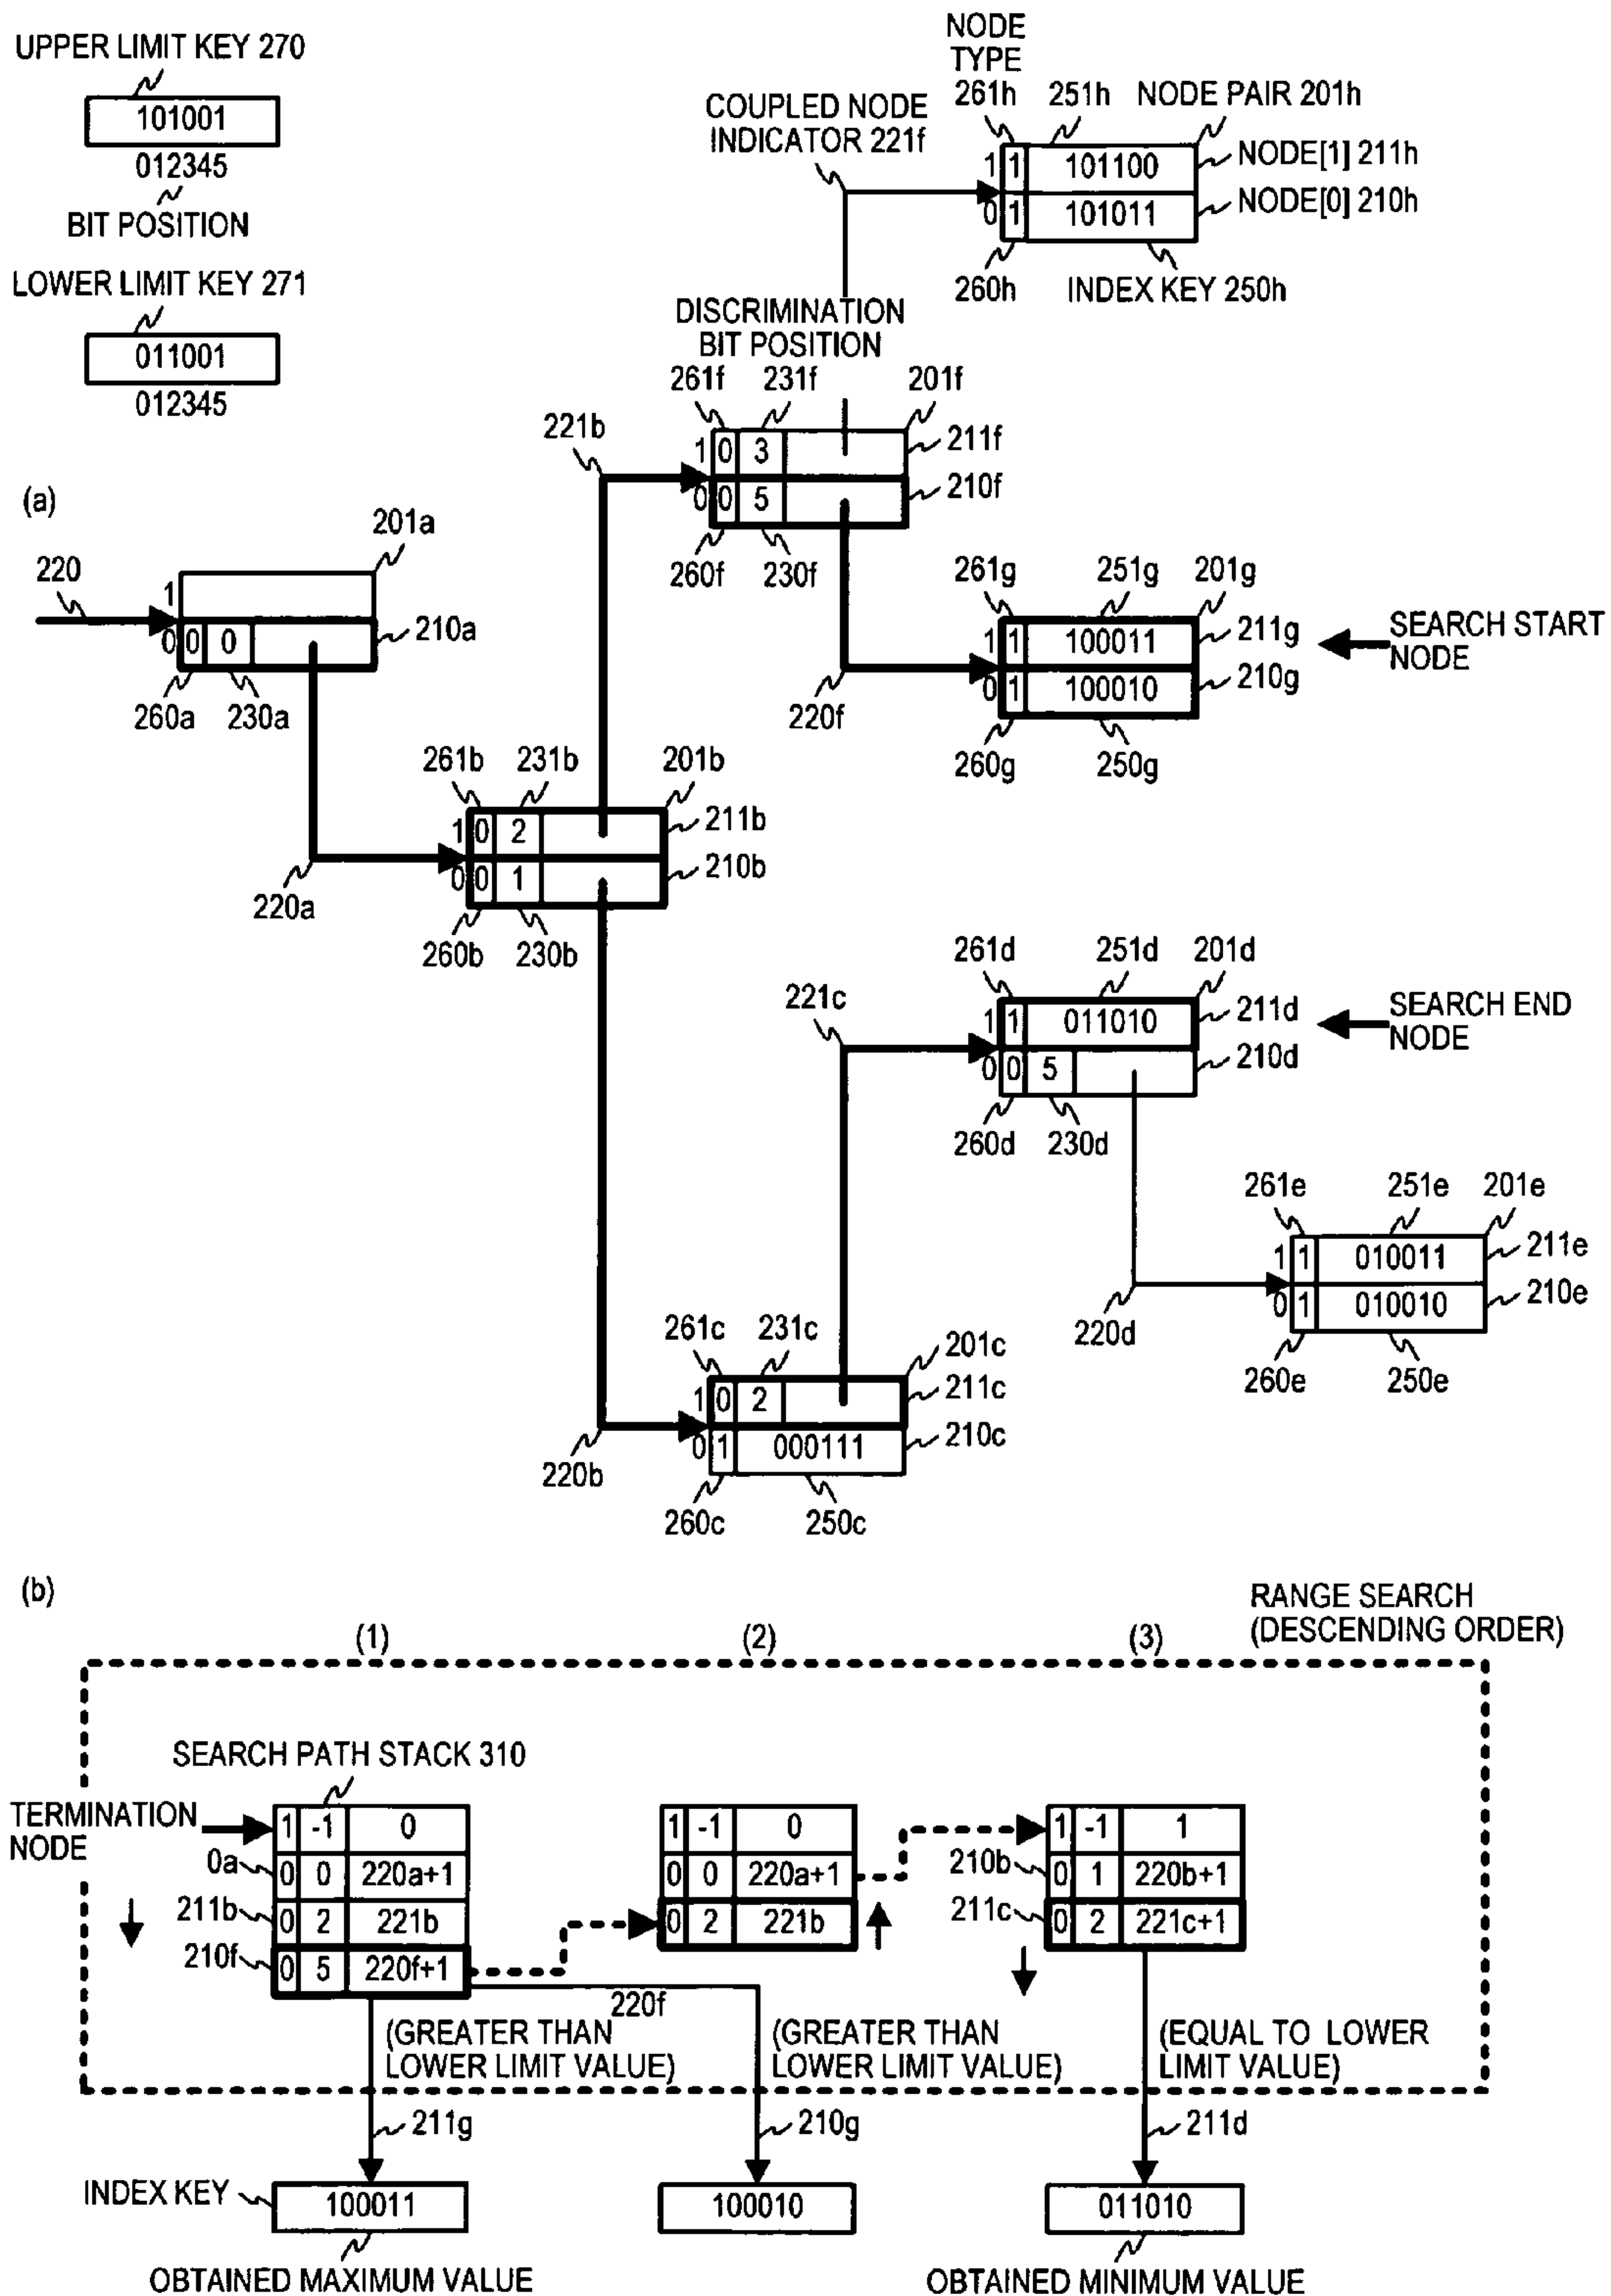 UPPER LIMIT KEY 270
101001
012345
BIT POSITION
LOWER LIMIT KEY 271
011001
012345
NODE
TYPE
261h 251h NODE PAIR 201h
COUPLED NODE
INDICATOR 221f
1 1 101100 NODE[1] 211h
0 1 101011 NODE[0] 210h
260h INDEX KEY 250h
DISCRIMINATION
BIT POSITION
261f 231f 201f
221b
1 0 3 211f
0 0 5 210f
260f 230f
(a)
201a
220
1
0 0 0 210a
260a 230a
261g 251g 201g
1 1 100011 211g
0 1 100010 210g
SEARCH START
NODE
220f
260g 250g
261b 231b 201b
1 0 2 211b
0 0 1 210b
220a
260b 230b
261d 251d 201d
221c
1 1 011010 211d
0 0 5 210d
SEARCH END
NODE
260d 230d
261e 251e 201e
1 1 010011 211e
0 1 010010 210e
220d
260e 250e
261c 231c 201c
1 0 2 211c
0 1 000111 210c
220b
260c 250c
(b)
RANGE SEARCH
(DESCENDING ORDER)
(1) (2) (3)
SEARCH PATH STACK 310
TERMINATION
NODE
1 -1 0
0a 0 0 220a+1
211b 0 2 221b
210f 0 5 220f+1
1 -1 0
0 0 220a+1
0 2 221b
1 -1 1
210b 0 1 220b+1
211c 0 2 221c+1
220f
(GREATER THAN
LOWER LIMIT VALUE)
(GREATER THAN
LOWER LIMIT VALUE)
(EQUAL TO LOWER
LIMIT VALUE)
211g 210g 211d
INDEX KEY 100011 100010 011010
OBTAINED MAXIMUM VALUE OBTAINED MINIMUM VALUE